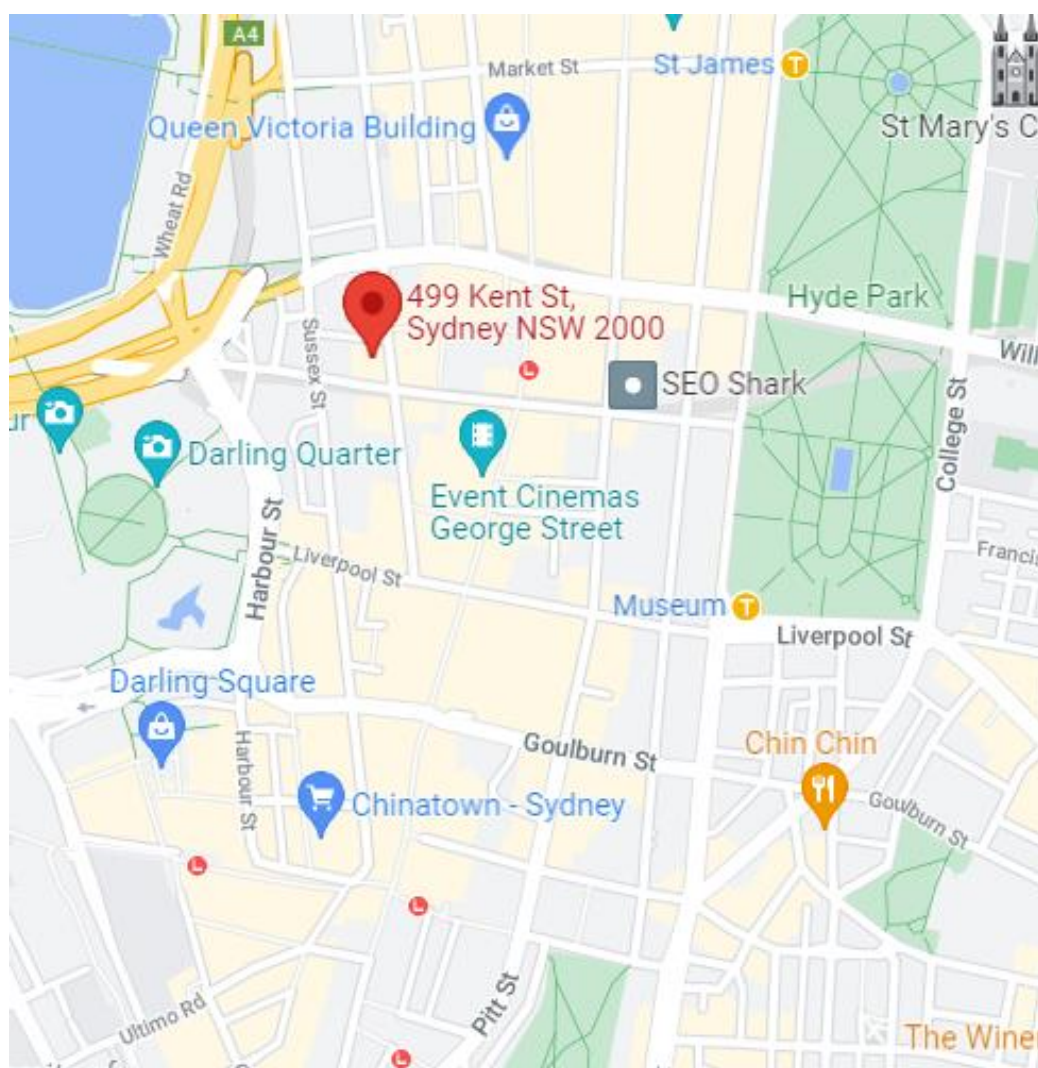 A4
Market St
St James
T
Queen Victoria Building
St Mary's C
Wheat Rd
499 Kent St,
Sydney NSW 2000
Hyde Park
Sussex St
Will
SEO Shark
ur
Darling Quarter
College St
Event Cinemas
George Street
Harbour St
Liverpool St
Francis
Museum
T
Liverpool St
Darling Square
Goulburn St
Chin Chin
Harbour St
Chinatown - Sydney
Goulburn St
L
L
L
Pitt St
Ultimo Rd
The Winer
L